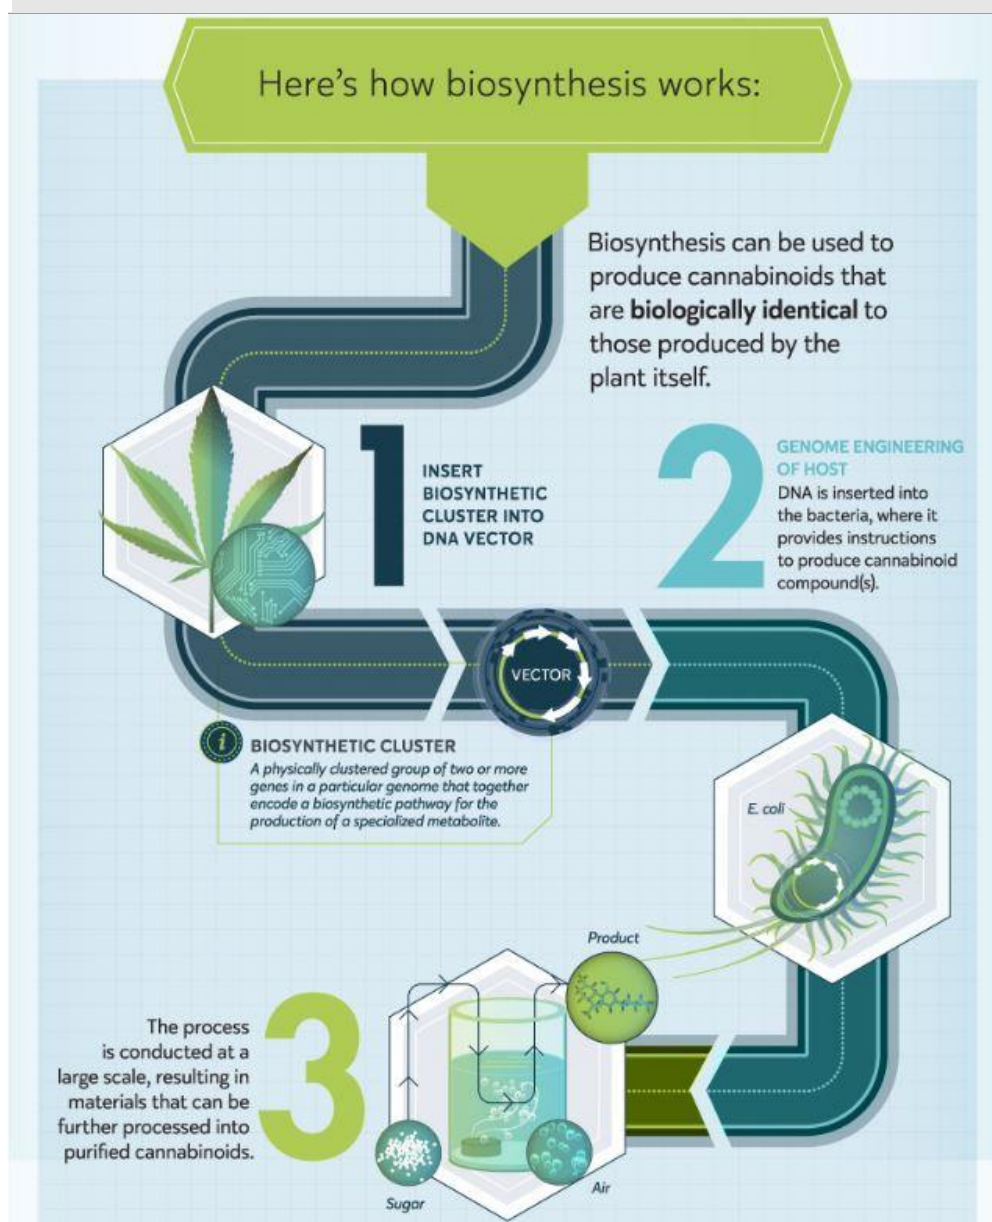 Here's how biosynthesis works:
Biosynthesis can be used to
produce cannabinoids that
are biologically identical to
those produced by the
plant itself.
1
INSERT
BIOSYNTHETIC
CLUSTER INTO
DNA VECTOR
2
GENOME ENGINEERING
OF HOST
DNA is inserted into
the bacteria, where it
provides instructions
to produce cannabinoid
compound(s).
VECTOR
i
BIOSYNTHETIC CLUSTER
A physically clustered group of two or more
genes in a particular genome that together
encode a biosynthetic pathway for the
production of a specialized metabolite.
E. coli
Product
3
The process
is conducted at a
large scale, resulting in
materials that can be
further processed into
purified cannabinoids.
Sugar
Air